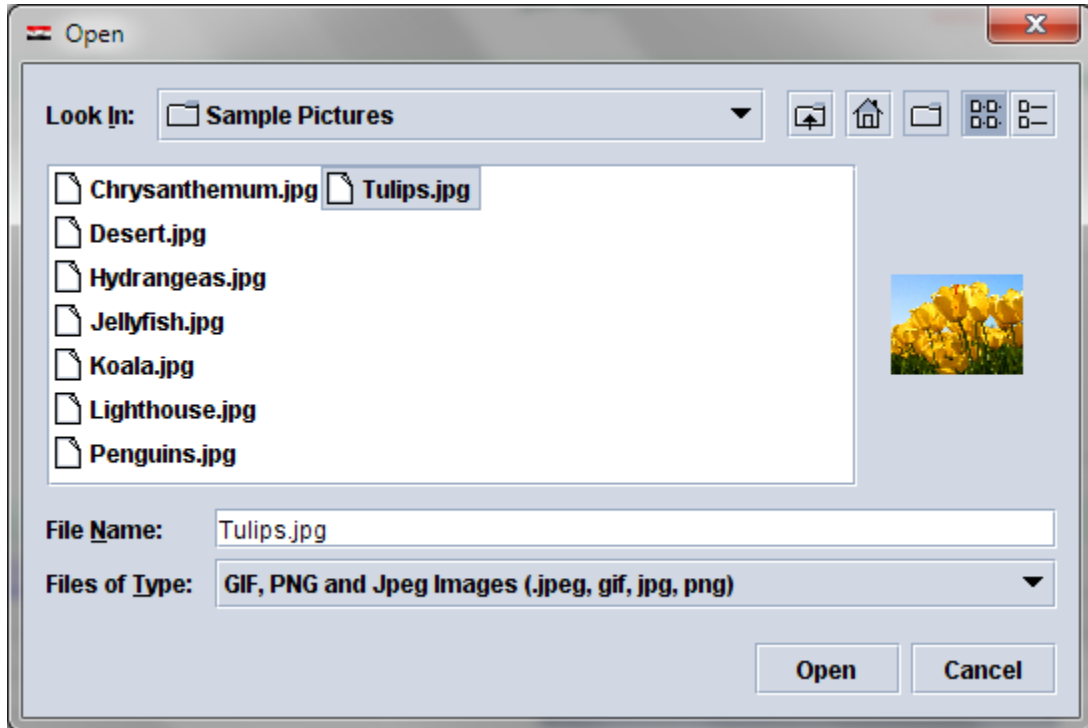 Open
Look In: Sample Pictures
Chrysanthemum.jpg Tulips.jpg
Desert.jpg
Hydrangeas.jpg
Jellyfish.jpg
Koala.jpg
Lighthouse.jpg
Penguins.jpg
File Name: Tulips.jpg
Files of Type: GIF, PNG and Jpeg Images (.jpeg, gif, jpg, png)
Open Cancel